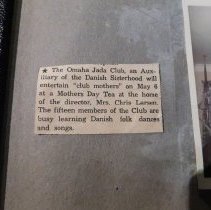 ★ The Omaha Jada Club, an Aux-
iliary of the Danish Sisterhood will
entertain "club mothers" on May 6
at a Mothers Day Tea at the home
of the director, Mrs. Chris Larsen.
The fifteen members of the Club are
busy learning Danish folk dances
and songs.